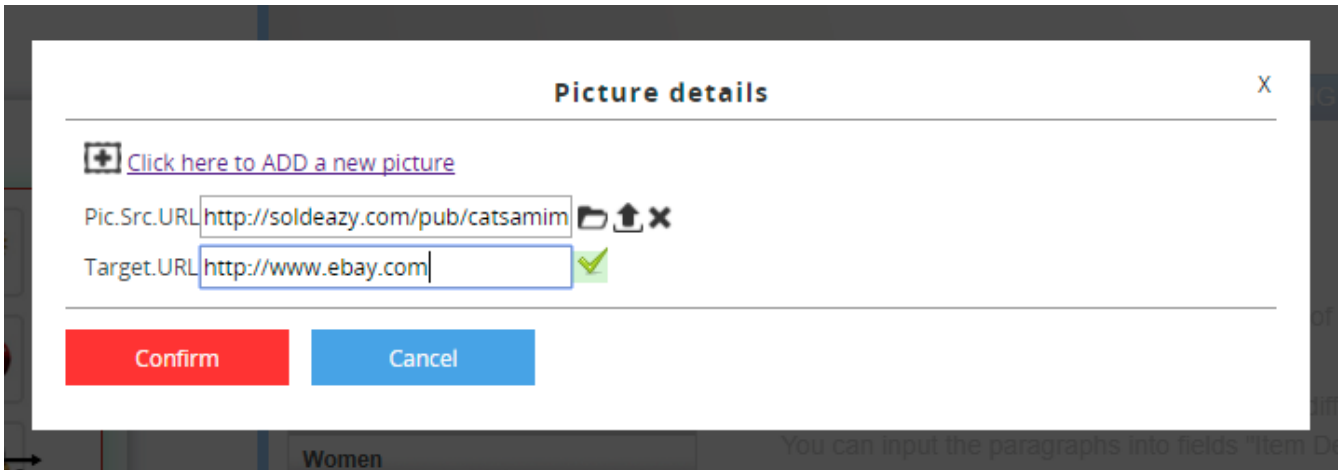 Picture details
X
Click here to ADD a new picture
Pic.Src.URL http://soldeazy.com/pub/catsamim
Target.URL http://www.ebay.com
Confirm
Cancel
of
You can input the paragraphs into fields "Item De
Women